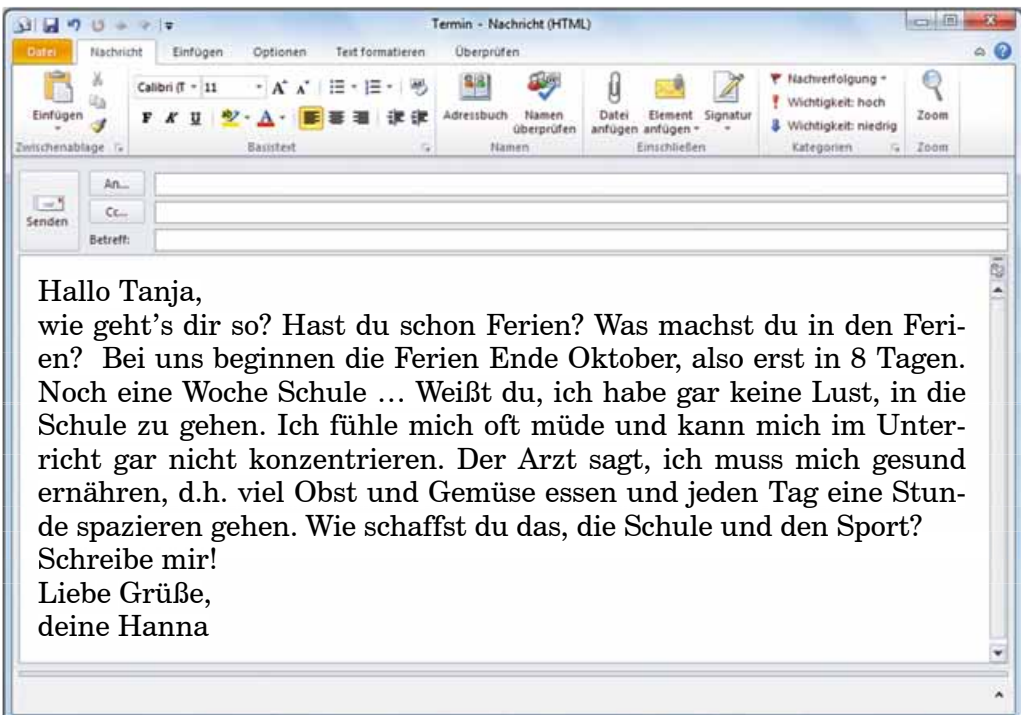 Termin - Nachricht (HTML)
Datei Nachricht Einfügen Optionen Text formatieren Überprüfen
Einfügen
Calibri (T 11
F K U
Adressbuch Namen überprüfen
Datei anfügen Element anfügen Signatur
Nachverfolgung
Wichtigkeit: hoch
Wichtigkeit: niedrig
Zoom
Zwischenablage Basistext Namen Einschließen Kategorien Zoom
Senden
An...
Cc...
Betreff:
Hallo Tanja,
wie geht's dir so? Hast du schon Ferien? Was machst du in den Feri-
en? Bei uns beginnen die Ferien Ende Oktober, also erst in 8 Tagen.
Noch eine Woche Schule … Weißt du, ich habe gar keine Lust, in die
Schule zu gehen. Ich fühle mich oft müde und kann mich im Unter-
richt gar nicht konzentrieren. Der Arzt sagt, ich muss mich gesund
ernähren, d.h. viel Obst und Gemüse essen und jeden Tag eine Stun-
de spazieren gehen. Wie schaffst du das, die Schule und den Sport?
Schreibe mir!
Liebe Grüße,
deine Hanna